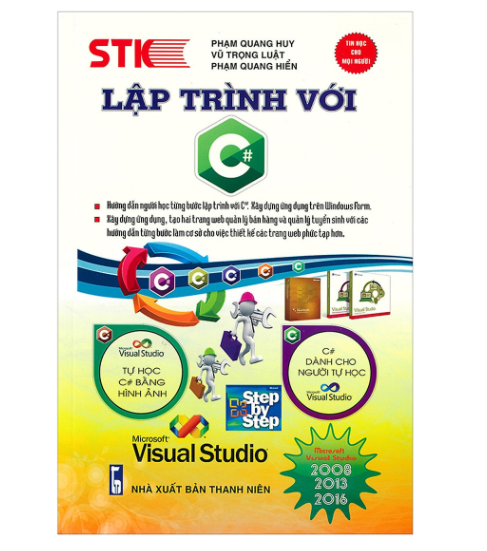 STK
PHẠM QUANG HUY
VŨ TRỌNG LUẬT
PHẠM QUANG HIỂN
TIN HỌC
CHO
MỌI NGƯỜI
LẬP TRÌNH VỚI
C#
Hướng dẫn người học từng bước lập trình với C#. Xây dựng ứng dụng trên Windows Form.
Xây dựng ứng dụng, tạo hai trang web quản lý bán hàng và quản lý tuyển sinh với các
hướng dẫn từng bước làm cơ sở cho việc thiết kế các trang web phức tạp hơn.
Microsoft
Visual Studio
TỰ HỌC
C# BẰNG
HÌNH ẢNH
C#
DÀNH CHO
NGƯỜI TỰ HỌC
Visual Studio
Step
by
Step
Microsoft
Visual Studio
Microsoft
Visual Studio
2008
2013
2016
NHÀ XUẤT BẢN THANH NIÊN